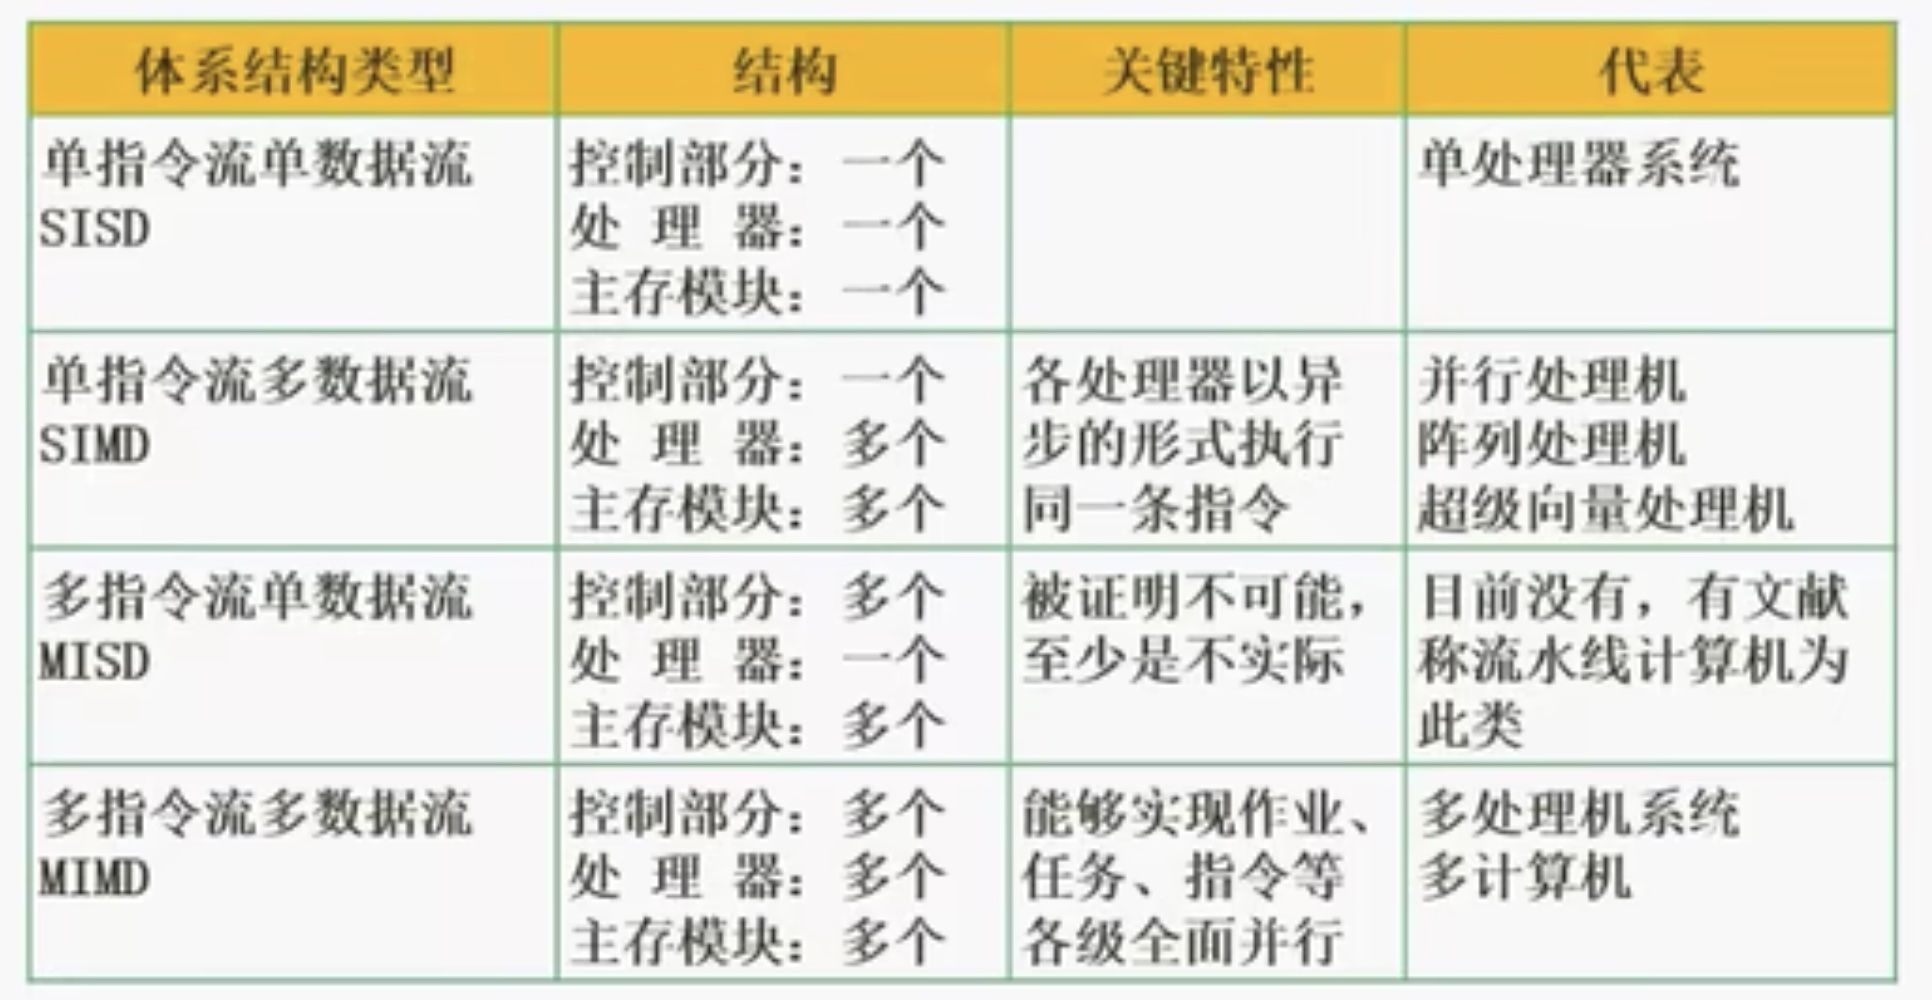 体系结构类型 结构 关键特性 代表
单指令流单数据流 控制部分：一个 单处理器系统
SISD 处 理 器：一个
主存模块：一个
单指令流多数据流 控制部分：一个 各处理器以异 并行处理机
SIMD 处 理 器：多个 步的形式执行 阵列处理机
主存模块：多个 同一条指令 超级向量处理机
多指令流单数据流 控制部分：多个 被证明不可能， 目前没有，有文献
MISD 处 理 器：一个 至少是不实际 称流水线计算机为
主存模块：多个 此类
多指令流多数据流 控制部分：多个 能够实现作业、 多处理机系统
MIMD 处 理 器：多个 任务、指令等 多计算机
主存模块：多个 各级全面并行